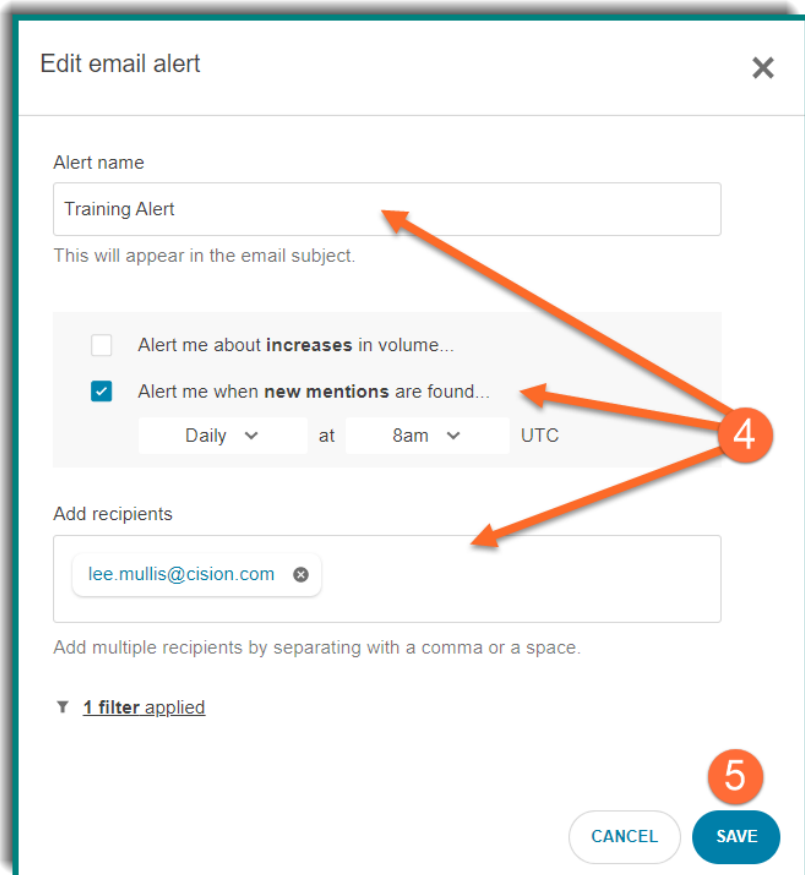 Edit email alert
Alert name
Training Alert
This will appear in the email subject.
Alert me about increases in volume...
Alert me when new mentions are found...
Daily at 8am UTC
4
Add recipients
lee.mullis@cision.com
Add multiple recipients by separating with a comma or a space.
1 filter applied
5
CANCEL SAVE